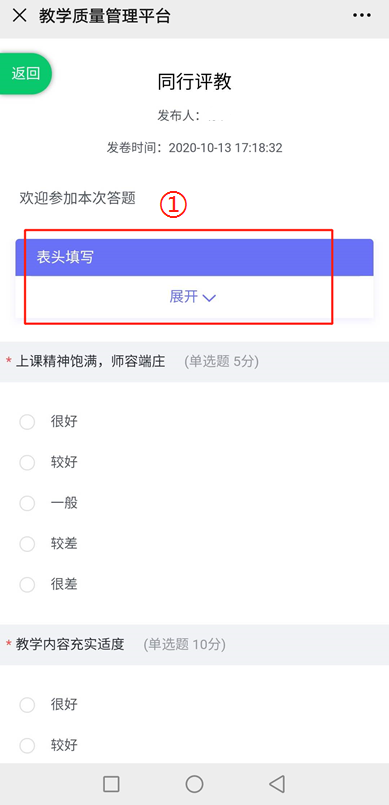 教学质量管理平台
返回
同行评教
发布人：
发卷时间：2020-10-13 17:18:32
欢迎参加本次答题
①
表头填写
展开
* 上课精神饱满，师容端庄 (单选题 5分)
很好
较好
一般
较差
很差
* 教学内容充实适度 (单选题 10分)
很好
较好